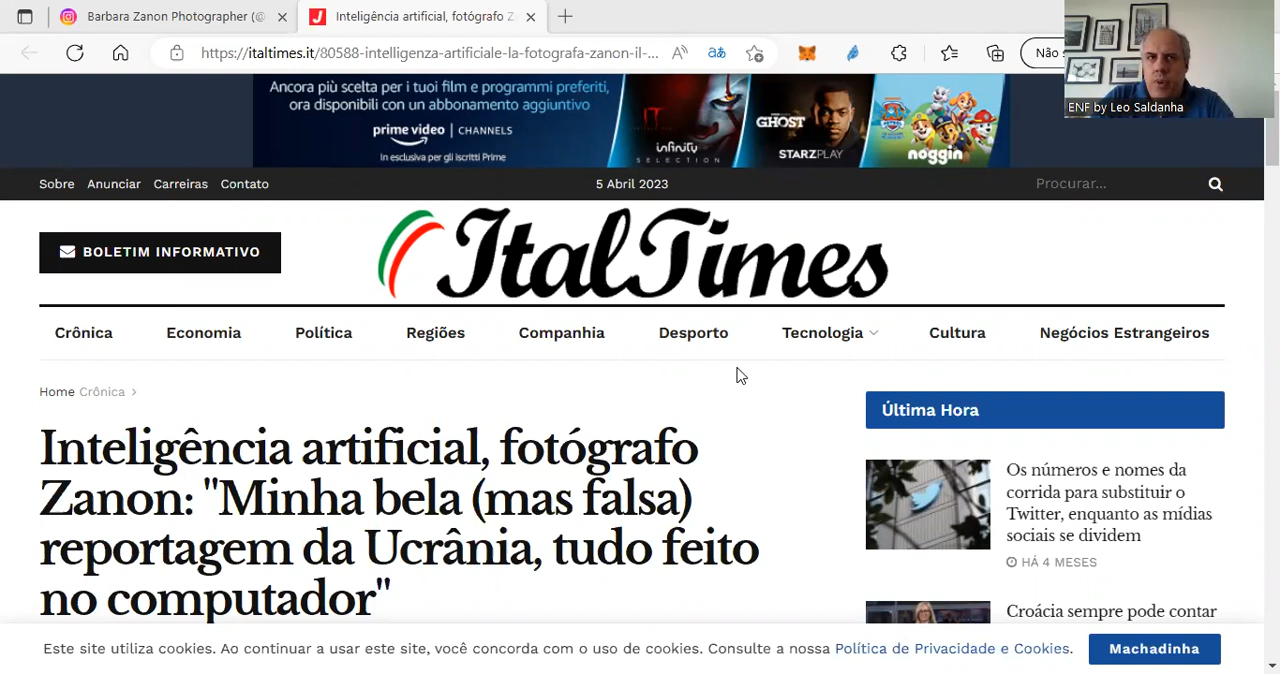 Barbara Zanon Photographer (@
Inteligência artificial, fotógrafo Z
https://italtimes.it/80588-intelligenza-artificiale-la-fotografa-zanon-il-...
Não
ENF by Leo Saldanha
Ancora più scelta per i tuoi film e programmi preferiti,
ora disponibili con un abbonamento aggiuntivo
prime video | CHANNELS
In esclusiva per gli iscritti Prime
IT
infinity
SELECTION
GHOST
STARZPLAY
PAW PATROL
noggin
Sobre Anunciar Carreiras Contato
5 Abril 2023
Procurar...
BOLETIM INFORMATIVO
ItalTimes
Crônica Economia Política Regiões Companhia Desporto Tecnologia Cultura Negócios Estrangeiros
Home Crônica >
Inteligência artificial, fotógrafo
Zanon: "Minha bela (mas falsa)
reportagem da Ucrânia, tudo feito
no computador"
Última Hora
Os números e nomes da
corrida para substituir o
Twitter, enquanto as mídias
sociais se dividem
HÁ 4 MESES
Croácia sempre pode contar
Este site utiliza cookies. Ao continuar a usar este site, você concorda com o uso de cookies. Consulte a nossa Política de Privacidade e Cookies.
Machadinha